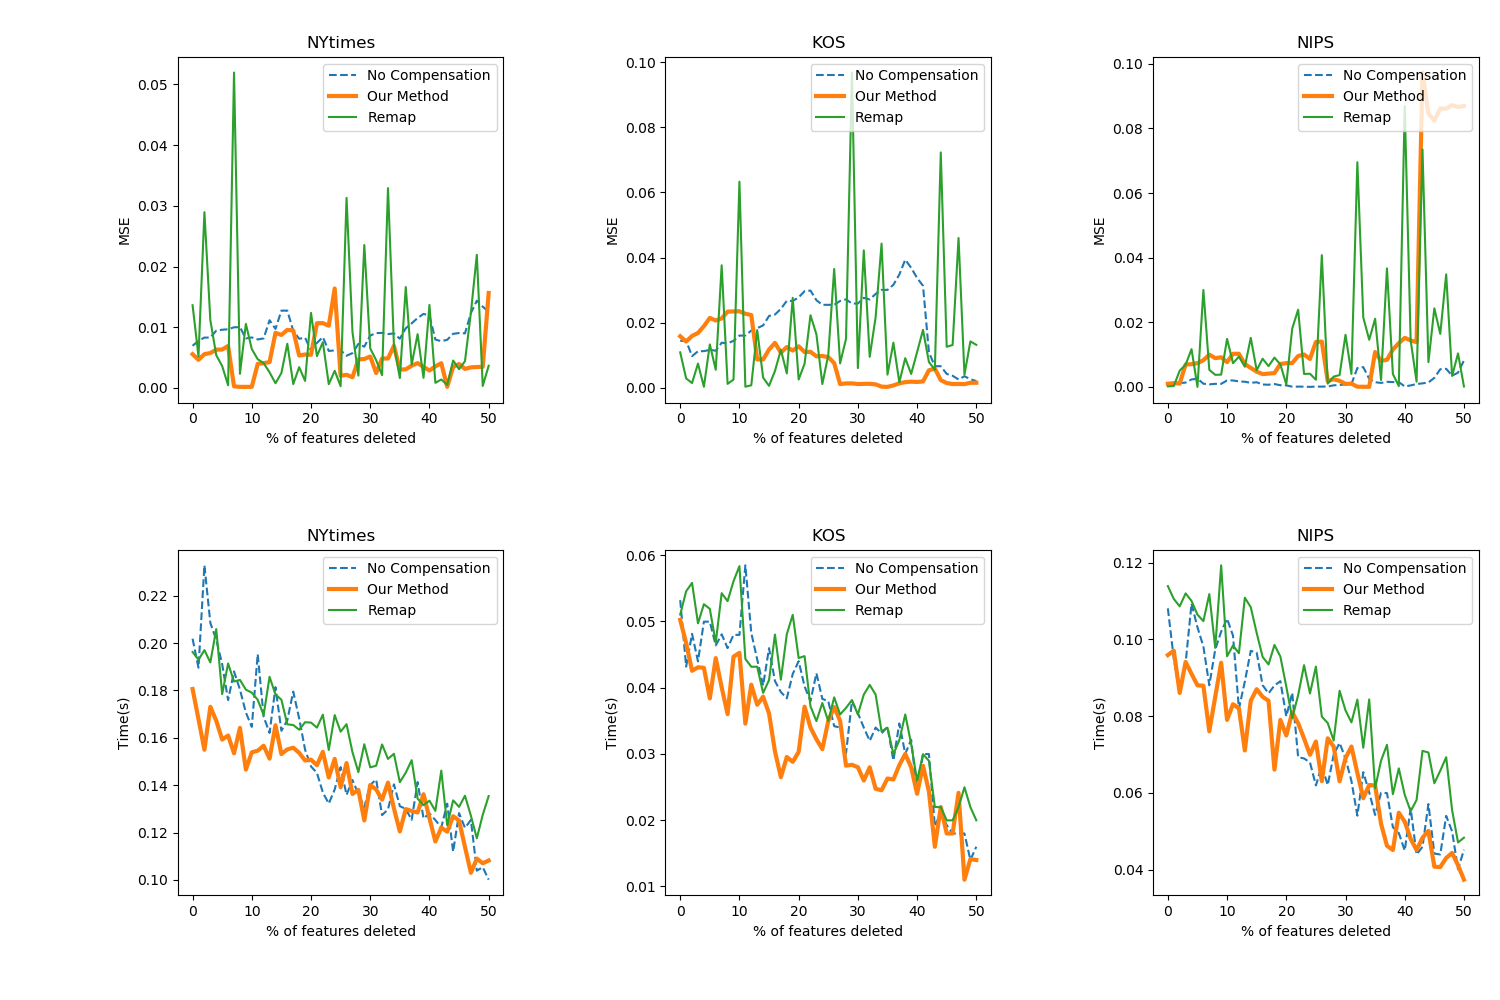 NYtimes
No Compensation
Our Method
Remap
MSE
0.05
0.04
0.03
0.02
0.01
0.00
0 10 20 30 40 50
% of features deleted
KOS
No Compensation
Our Method
Remap
MSE
0.10
0.08
0.06
0.04
0.02
0.00
0 10 20 30 40 50
% of features deleted
NIPS
No Compensation
Our Method
Remap
MSE
0.10
0.08
0.06
0.04
0.02
0.00
0 10 20 30 40 50
% of features deleted
NYtimes
No Compensation
Our Method
Remap
Time(s)
0.22
0.20
0.18
0.16
0.14
0.12
0.10
0 10 20 30 40 50
% of features deleted
KOS
No Compensation
Our Method
Remap
Time(s)
0.06
0.05
0.04
0.03
0.02
0.01
0 10 20 30 40 50
% of features deleted
NIPS
No Compensation
Our Method
Remap
Time(s)
0.12
0.10
0.08
0.06
0.04
0 10 20 30 40 50
% of features deleted